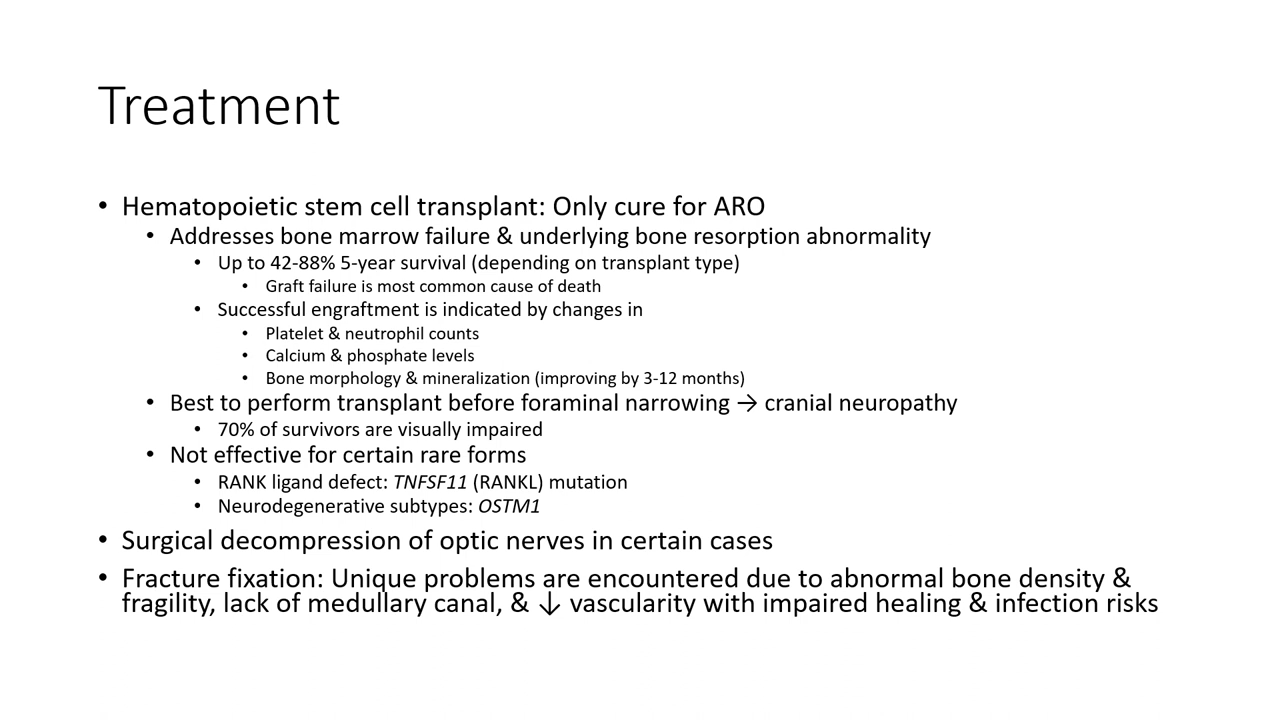 Treatment
• Hematopoietic stem cell transplant: Only cure for ARO
• Addresses bone marrow failure & underlying bone resorption abnormality
• Up to 42-88% 5-year survival (depending on transplant type)
• Graft failure is most common cause of death
• Successful engraftment is indicated by changes in
• Platelet & neutrophil counts
• Calcium & phosphate levels
• Bone morphology & mineralization (improving by 3-12 months)
• Best to perform transplant before foraminal narrowing → cranial neuropathy
• 70% of survivors are visually impaired
• Not effective for certain rare forms
• RANK ligand defect: TNFSF11 (RANKL) mutation
• Neurodegenerative subtypes: OSTM1
• Surgical decompression of optic nerves in certain cases
• Fracture fixation: Unique problems are encountered due to abnormal bone density &
fragility, lack of medullary canal, & ↓ vascularity with impaired healing & infection risks